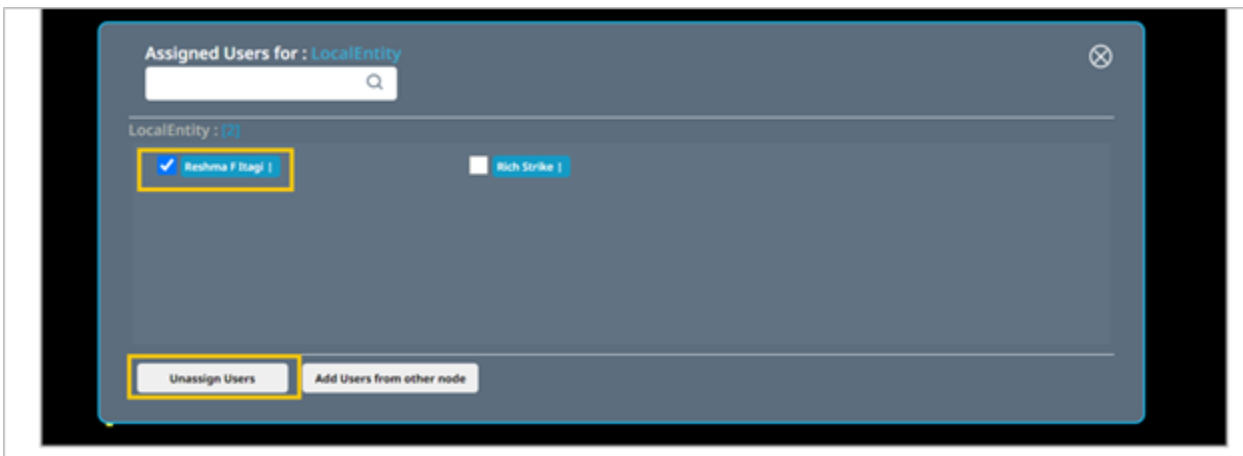 Assigned Users for : LocalEntity
LocalEntity : [2]
Reshma F Itagi |
Rich Strike |
Unassign Users
Add Users from other node